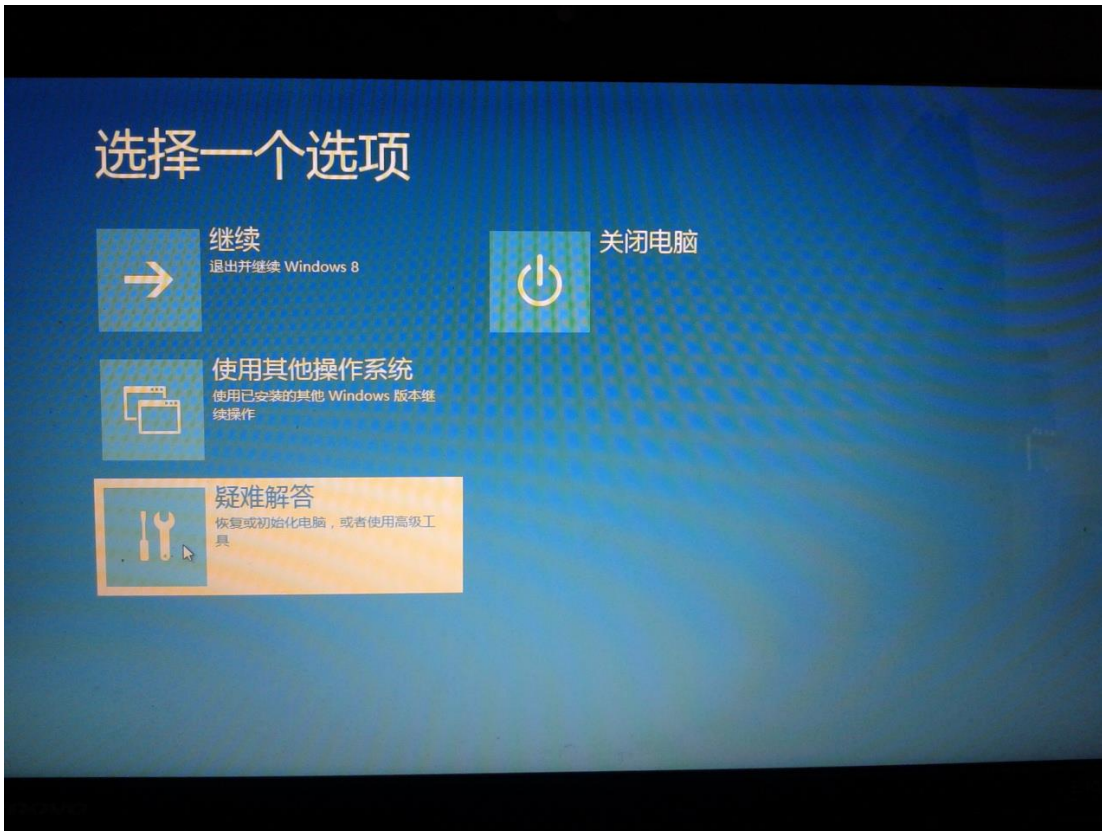 选择一个选项
继续
退出并继续 Windows 8
关闭电脑
使用其他操作系统
使用已安装的其他 Windows 版本继
续操作
疑难解答
恢复或初始化电脑，或者使用高级工
具